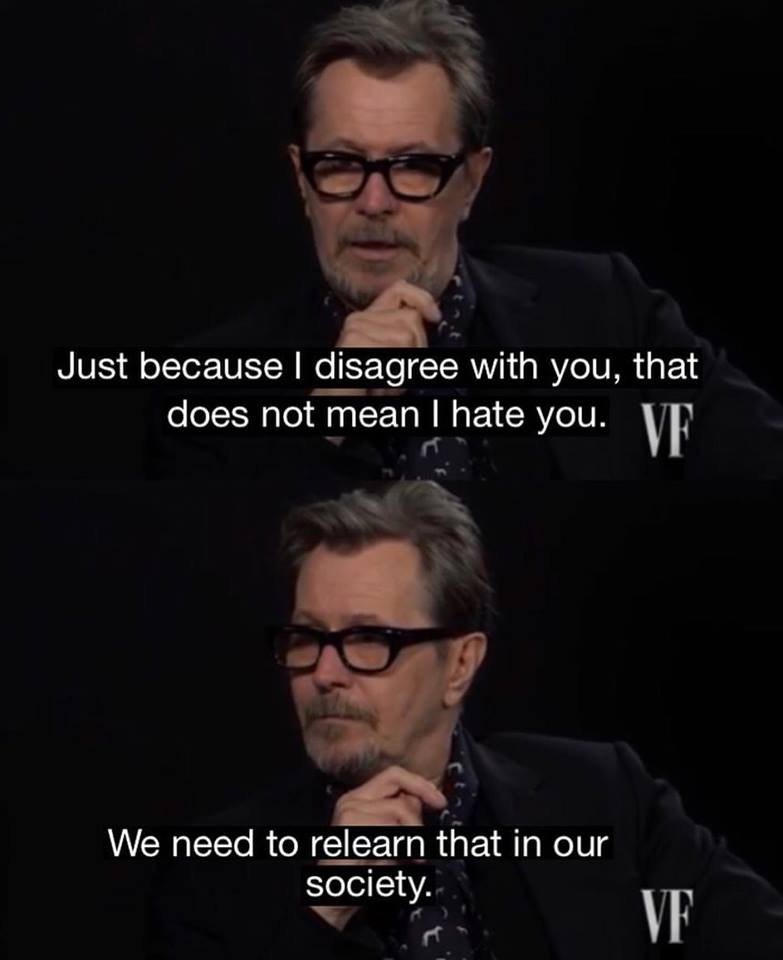 Just because I disagree with you, that
does not mean I hate you.
VF
We need to relearn that in our
society.
VF